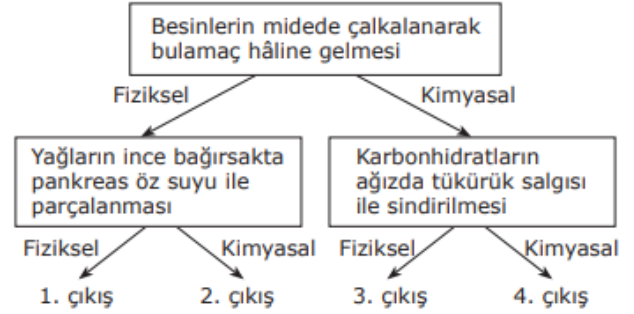 Besinlerin midede çalkalanarak
bulamaç hâline gelmesi
Fiziksel
Kimyasal
Yağların ince bağırsakta
pankreas öz suyu ile
parçalanması
Karbonhidratların
ağızda tükürük salgısı
ile sindirilmesi
Fiziksel
Kimyasal
Fiziksel
Kimyasal
1. çıkış
2. çıkış
3. çıkış
4. çıkış